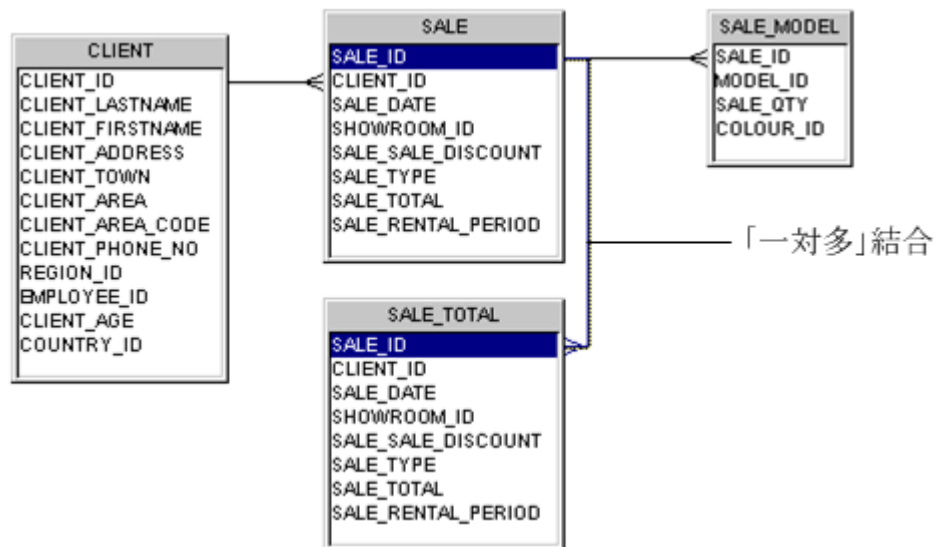 CLIENT
CLIENT_ID
CLIENT_LASTNAME
CLIENT_FIRSTNAME
CLIENT_ADDRESS
CLIENT_TOWN
CLIENT_AREA
CLIENT_AREA_CODE
CLIENT_PHONE_NO
REGION_ID
EMPLOYEE_ID
CLIENT_AGE
COUNTRY_ID
SALE
SALE_ID
CLIENT_ID
SALE_DATE
SHOWROOM_ID
SALE_SALE_DISCOUNT
SALE_TYPE
SALE_TOTAL
SALE_RENTAL_PERIOD
SALE_MODEL
SALE_ID
MODEL_ID
SALE_QTY
COLOUR_ID
「一対多」結合
SALE_TOTAL
SALE_ID
CLIENT_ID
SALE_DATE
SHOWROOM_ID
SALE_SALE_DISCOUNT
SALE_TYPE
SALE_TOTAL
SALE_RENTAL_PERIOD